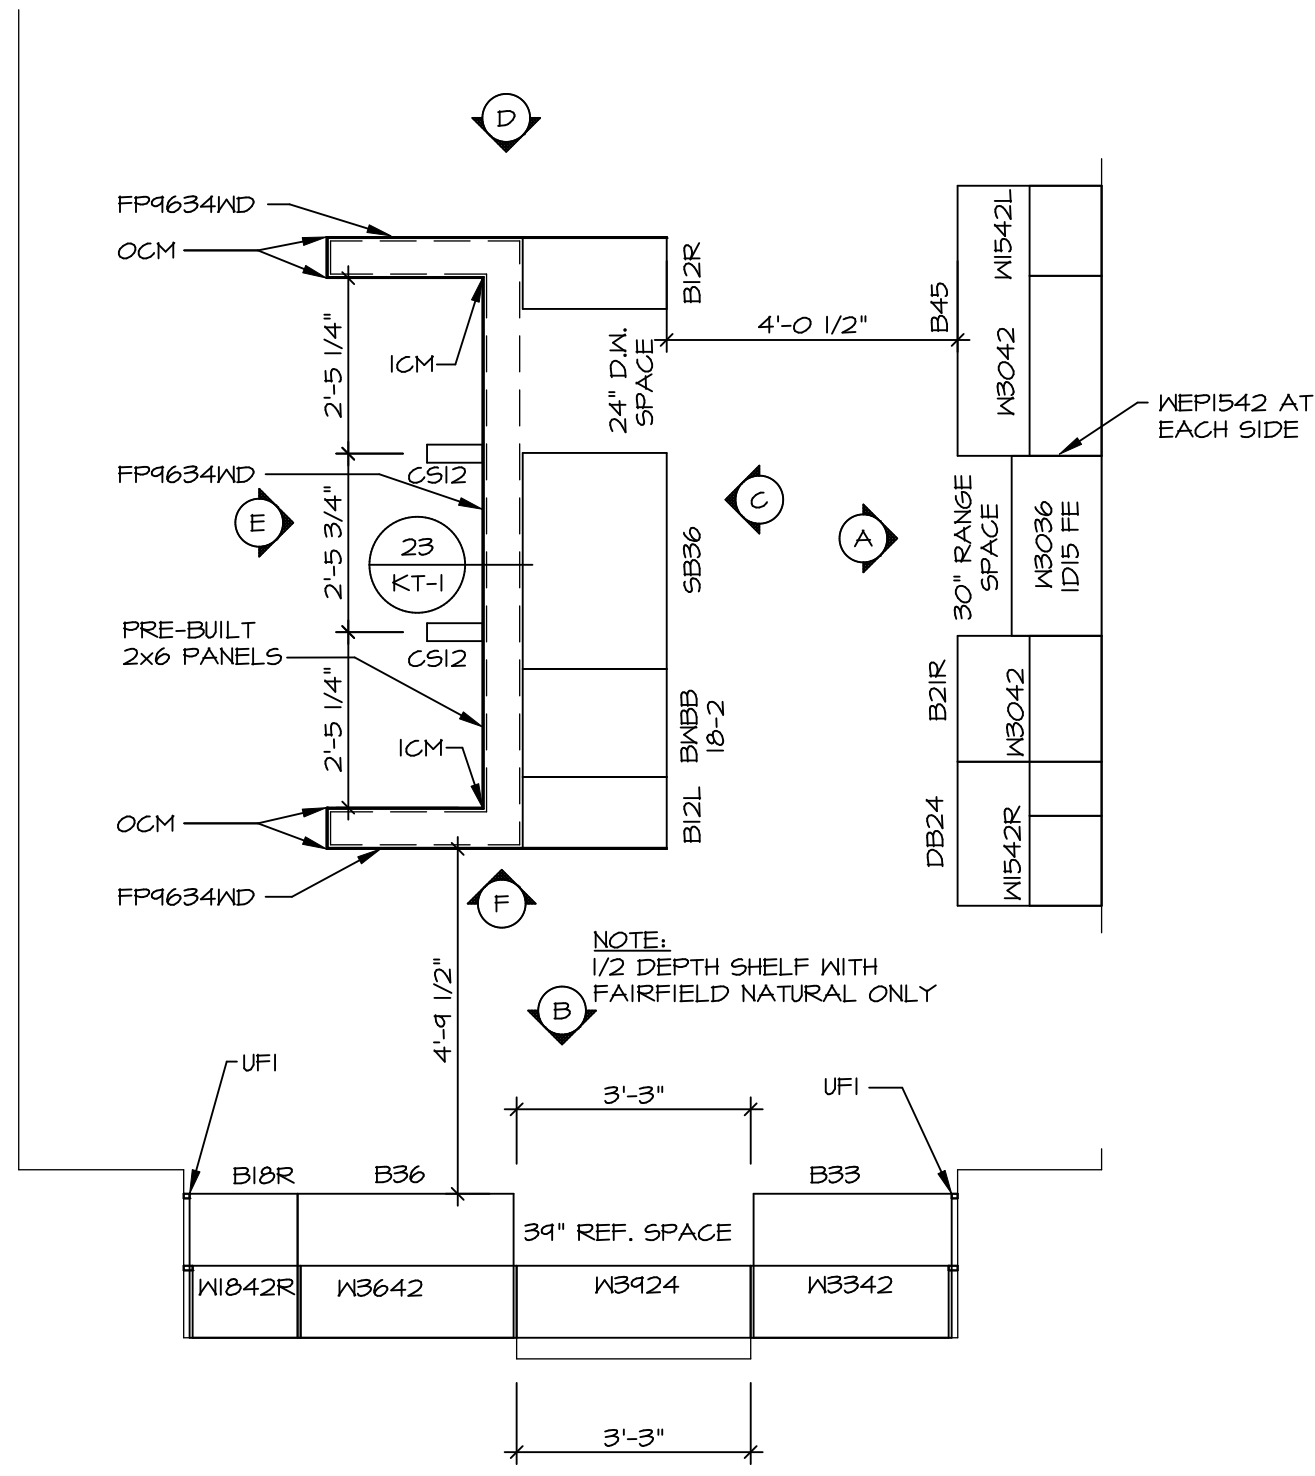 D
FP9634WD
OCM
ICM
2'-5 1/4"
B12R
24" D.W.
SPACE
4'-0 1/2"
B45
W1542L
W3042
WEP1542 AT
EACH SIDE
FP9634WD
CS12
E
2'-5 3/4"
23
KT-1
C
A
SB36
30" RANGE
SPACE
W3036
1D15 FE
PRE-BUILT
2x6 PANELS
CS12
2'-5 1/4"
ICM
BWBB
18-2
B21R
W3042
OCM
B12L
DB24
W1542R
FP9634WD
F
NOTE:
1/2 DEPTH SHELF WITH
FAIRFIELD NATURAL ONLY
4'-9 1/2"
B
UF1
3'-3"
UF1
B18R
B36
B33
39" REF. SPACE
W1842R
W3642
W3924
W3342
3'-3"